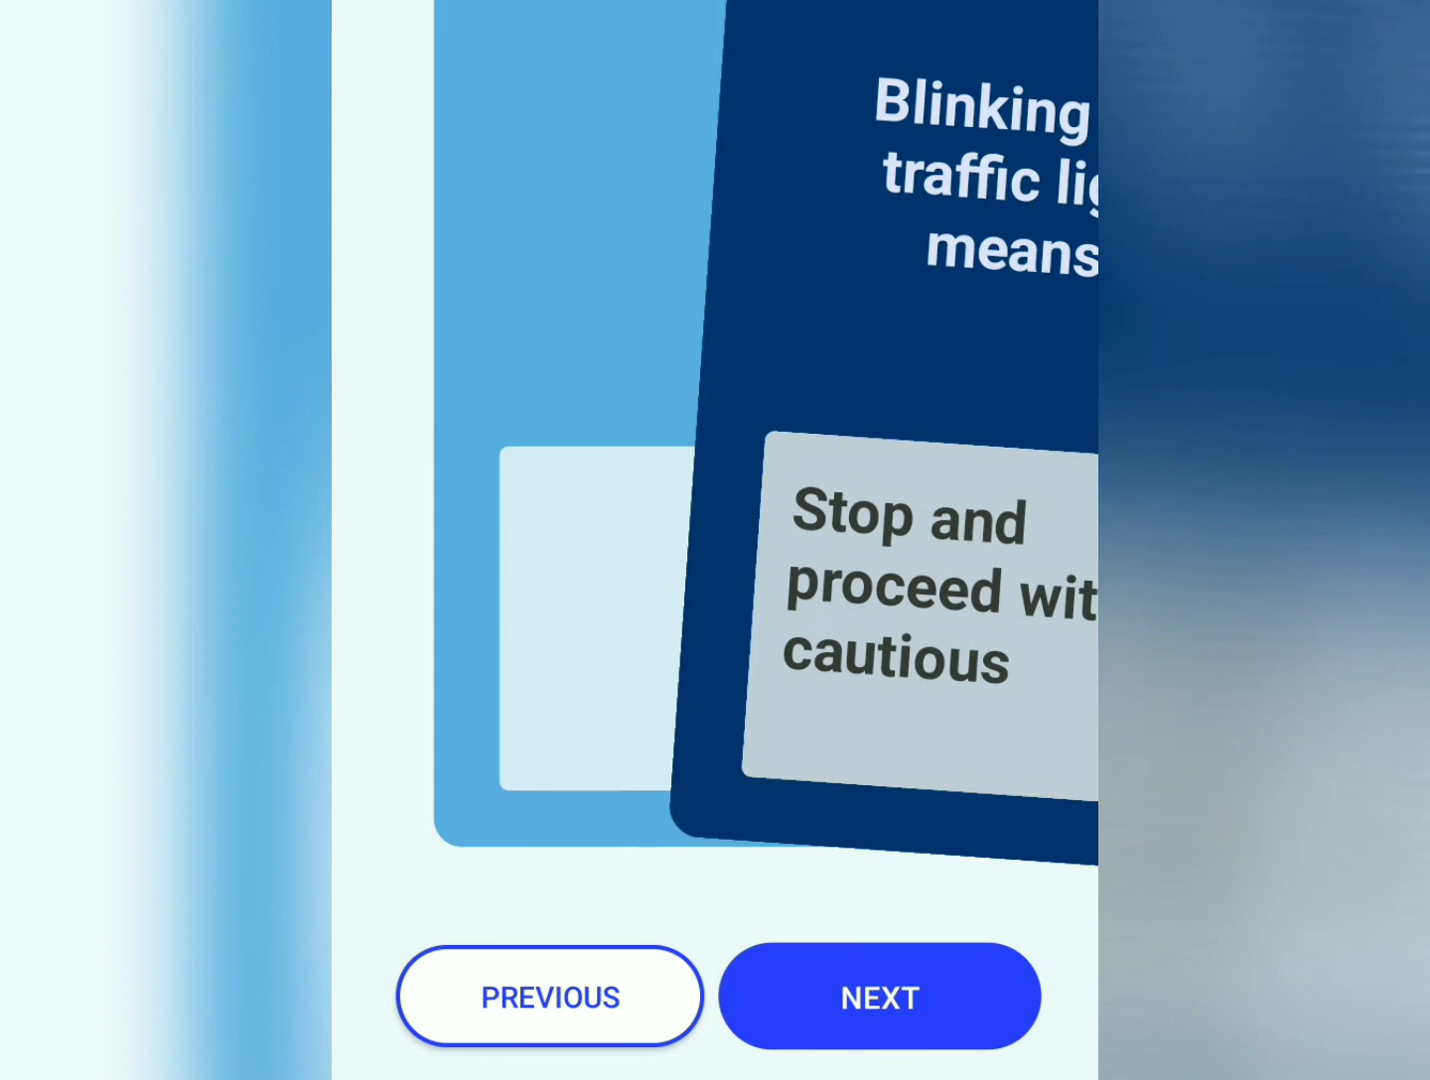 Blinking
traffic
means
Stop and
proceed
cautious
PREVIOUS
NEXT